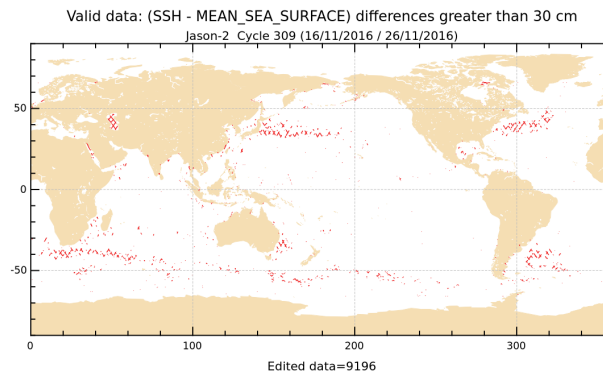 Valid data: (SSH - MEAN_SEA_SURFACE) differences greater than 30 cm
Jason-2 Cycle 309 (16/11/2016 / 26/11/2016)
50
0
-50
0 100 200 300
Edited data=9196